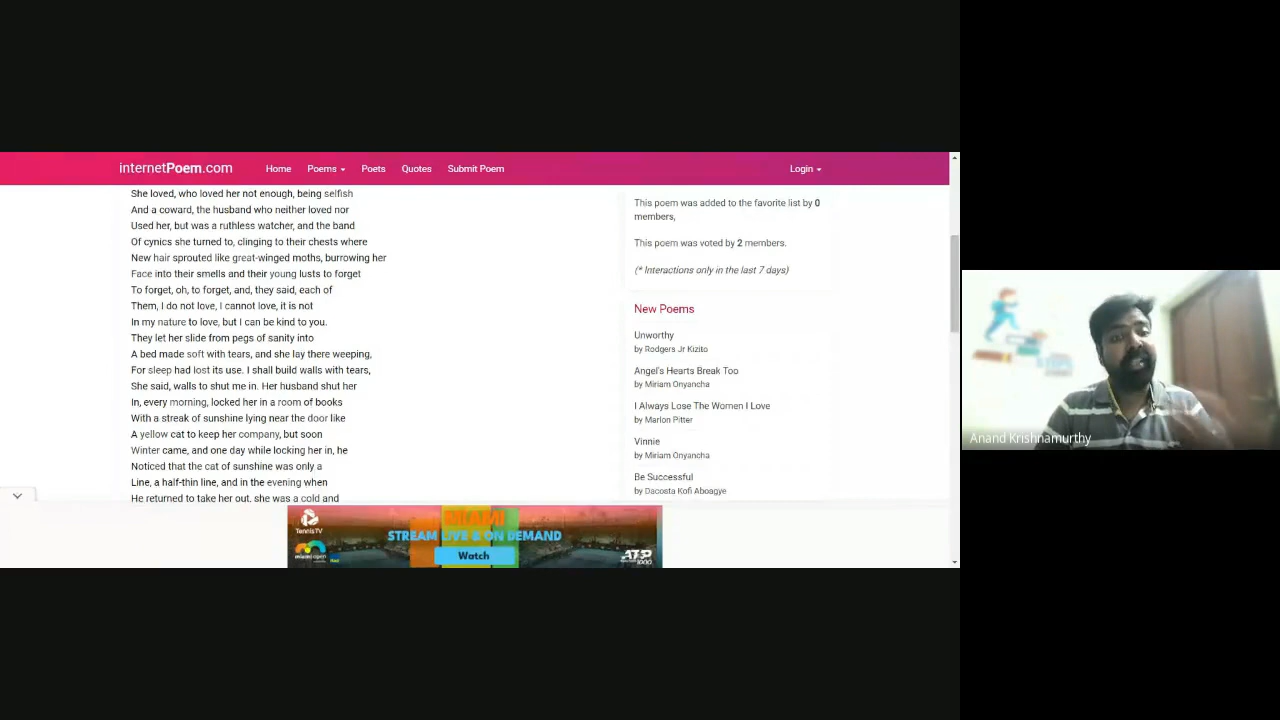 internetPoem.com
Home
Poems
Poets
Quotes
Submit Poem
Login
She loved, who loved her not enough, being selfish
And a coward, the husband who neither loved nor
Used her, but was a ruthless watcher, and the band
Of cynics she turned to, clinging to their chests where
New hair sprouted like great-winged moths, burrowing her
Face into their smells and their young lusts to forget
To forget, oh, to forget, and, they said, each of
Them, I do not love, I cannot love, it is not
In my nature to love, but I can be kind to you.
They let her slide from pegs of sanity into
A bed made soft with tears, and she lay there weeping,
For sleep had lost its use. I shall build walls with tears,
She said, walls to shut me in. Her husband shut her
In, every morning, locked her in a room of books
With a streak of sunshine lying near the door like
A yellow cat to keep her company, but soon
Winter came, and one day while locking her in, he
Noticed that the cat of sunshine was only a
Line, a half-thin line, and in the evening when
He returned to take her out, she was a cold and
This poem was added to the favorite list by 0
members,
This poem was voted by 2 members.
(* Interactions only in the last 7 days)
New Poems
Unworthy
by Rodgers Jr Kizito
Angel's Hearts Break Too
by Miriam Onyancha
I Always Lose The Women I Love
by Marlon Pitter
Vinnie
by Miriam Onyancha
Be Successful
by Dacosta Kofi Aboagye
TennisTV
miami open
MIAMI
STREAM LIVE & ON DEMAND
Watch
ATP
1000
Anand Krishnamurthy